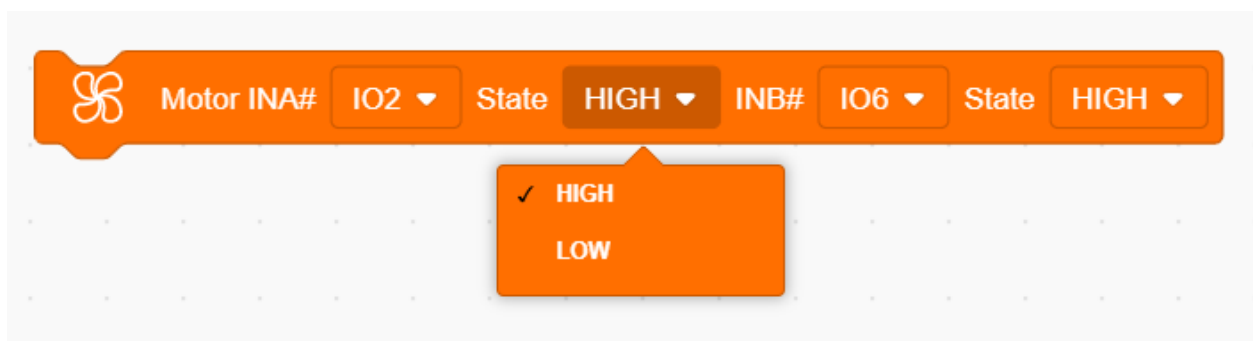 Motor INA# IO2 State HIGH INB# IO6 State HIGH
✓ HIGH
LOW